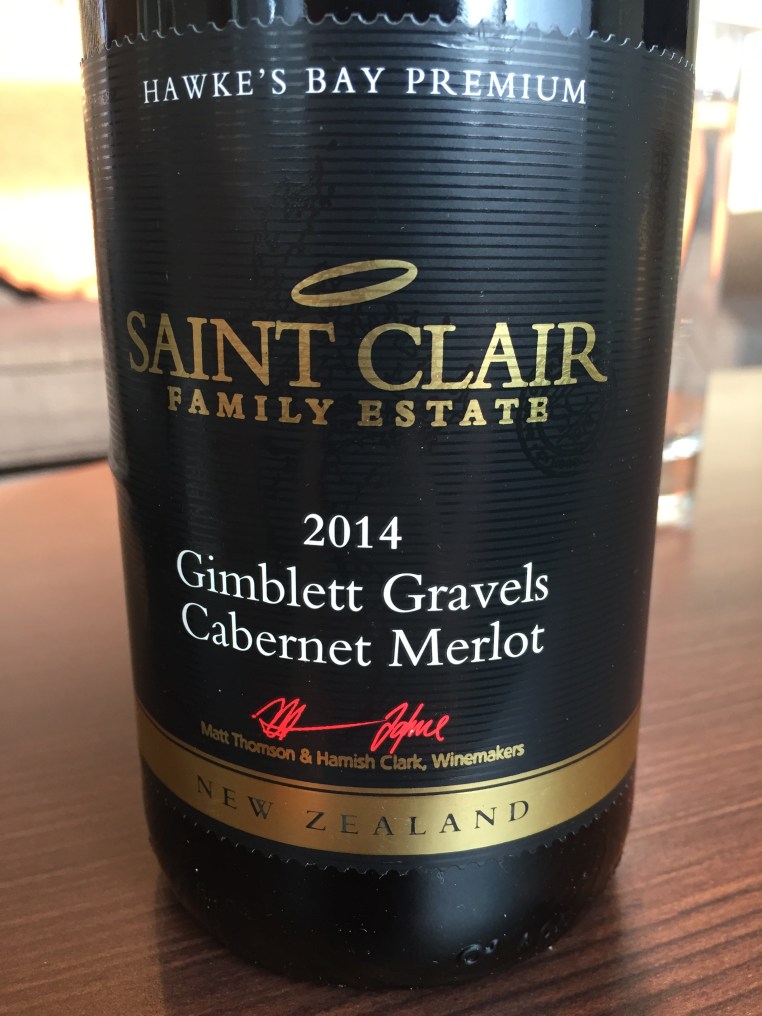 HAWKE'S BAY PREMIUM
SAINT CLAIR
FAMILY ESTATE
2014
Gimblett Gravels
Cabernet Merlot
Matt Thomson & Hamish Clark, Winemakers
NEW ZEALAND